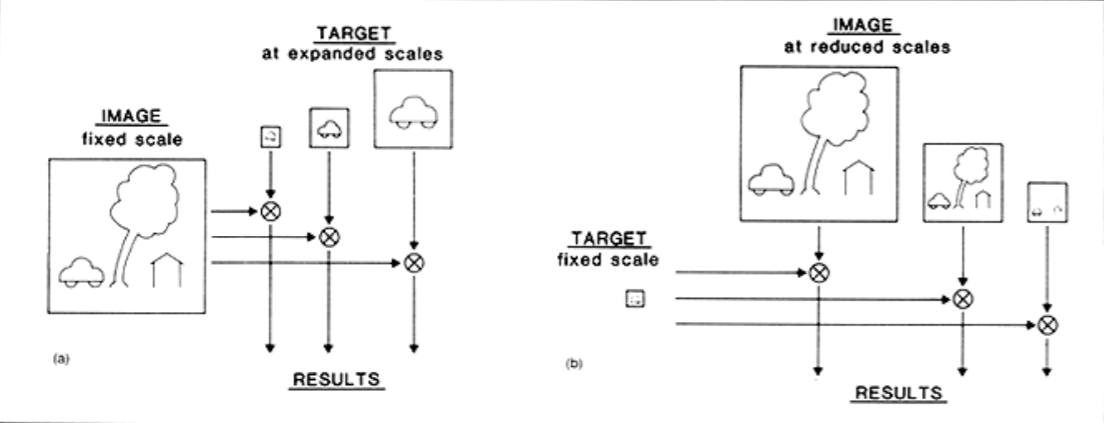 TARGET
at expanded scales
IMAGE
fixed scale
(a)
RESULTS
IMAGE
at reduced scales
TARGET
fixed scale
(b)
RESULTS